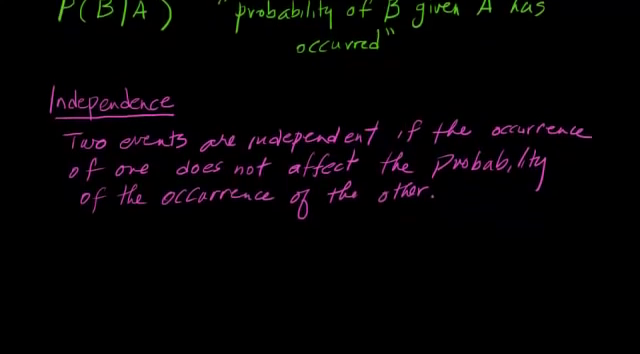 P(B|A) "probability of B given A has
occurred"
Independence
Two events are independent if the occurrence
of one does not affect the probability
of the occurrence of the other.